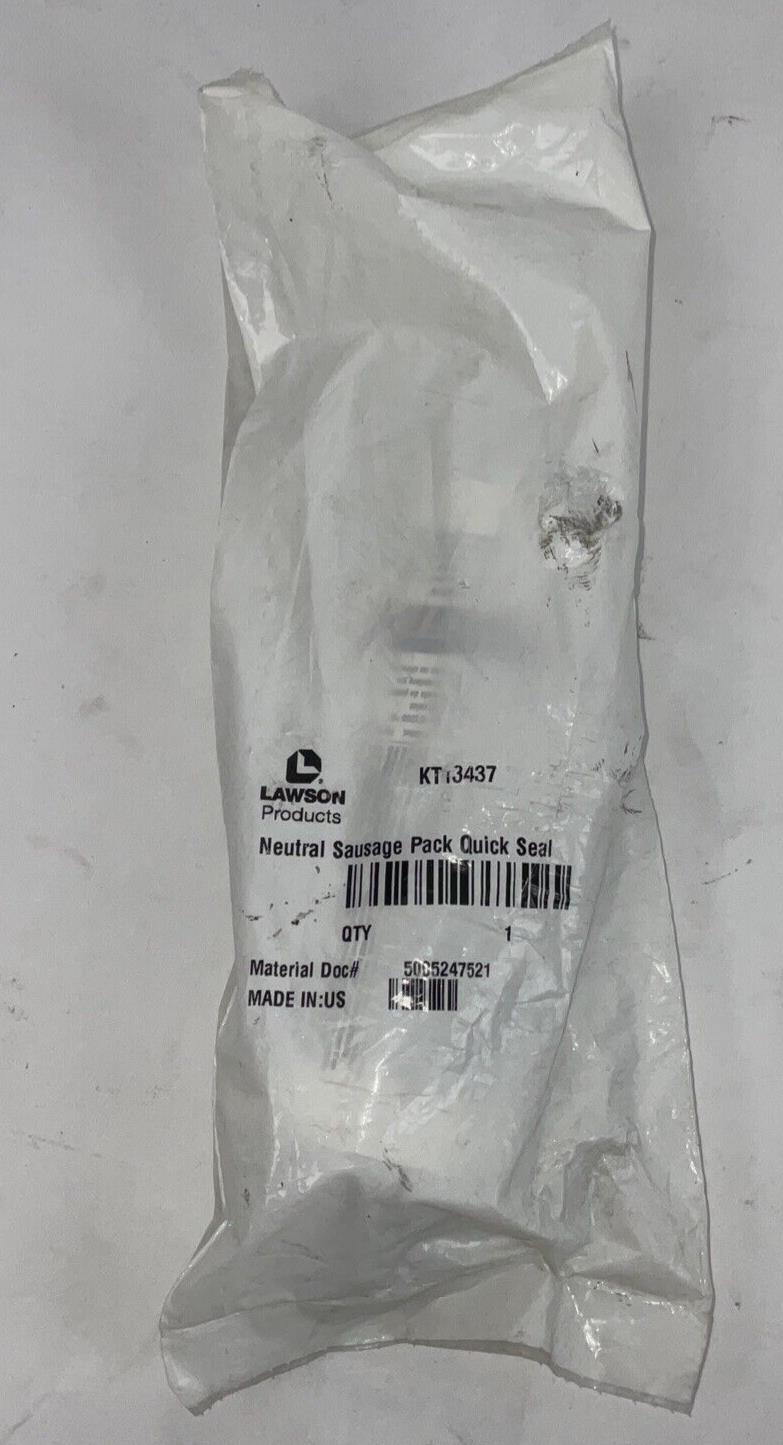 LAWSON
Products
KT13437
Neutral Sausage Pack Quick Seal
QTY 1
Material Doc# 5005247521
MADE IN:US